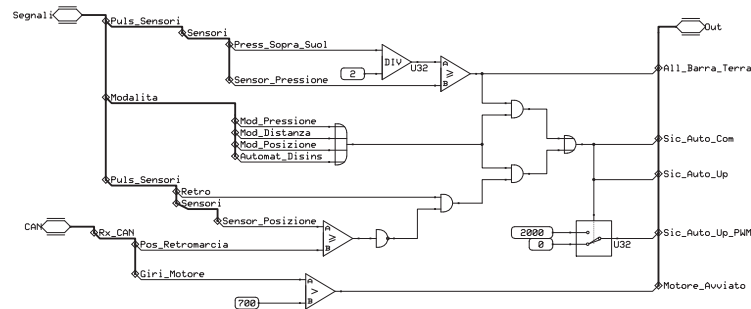 Segnali
Puls_Sensori
Sensori
Press_Sopra_Suol
DIV
U32
2
Sensor_Pressione
A
≥
B
Out
All_Barra_Terra
Modalita
Mod_Pressione
Mod_Distanza
Mod_Posizione
Automat_Disins
Sic_Auto_Com
Sic_Auto_Up
Puls_Sensori
Retro
Sensori
Sensor_Posizione
A
≥
B
CAN
Rx_CAN
Pos_Retromarcia
2000
0
U32
Sic_Auto_Up_PWM
Giri_Motore
A
>
B
700
Motore_Avviato